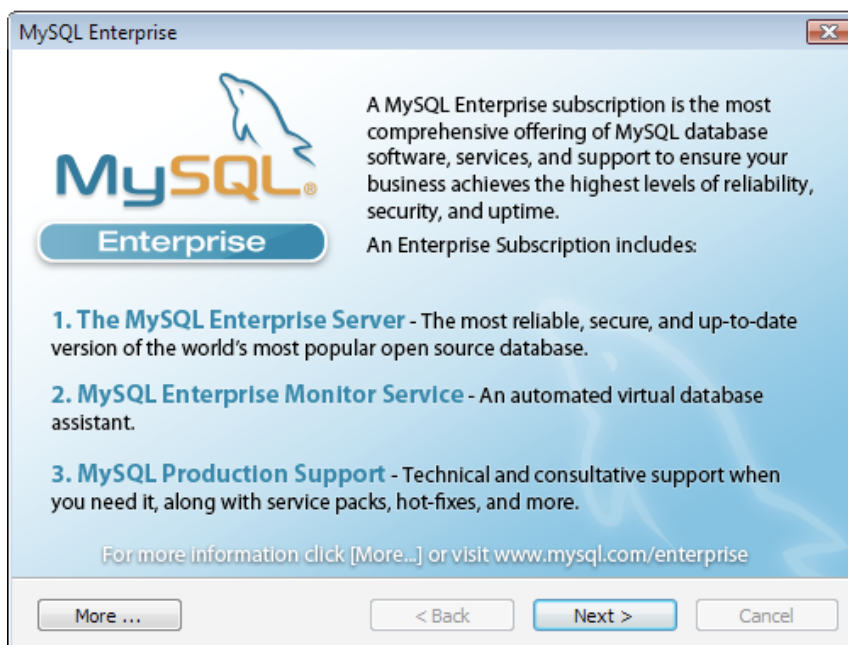 MySQL Enterprise
MySQL®
Enterprise
A MySQL Enterprise subscription is the most
comprehensive offering of MySQL database
software, services, and support to ensure your
business achieves the highest levels of reliability,
security, and uptime.
An Enterprise Subscription includes:
1. The MySQL Enterprise Server - The most reliable, secure, and up-to-date
version of the world's most popular open source database.
2. MySQL Enterprise Monitor Service - An automated virtual database
assistant.
3. MySQL Production Support - Technical and consultative support when
you need it, along with service packs, hot-fixes, and more.
For more information click [More...] or visit www.mysql.com/enterprise
More ...
< Back
Next >
Cancel